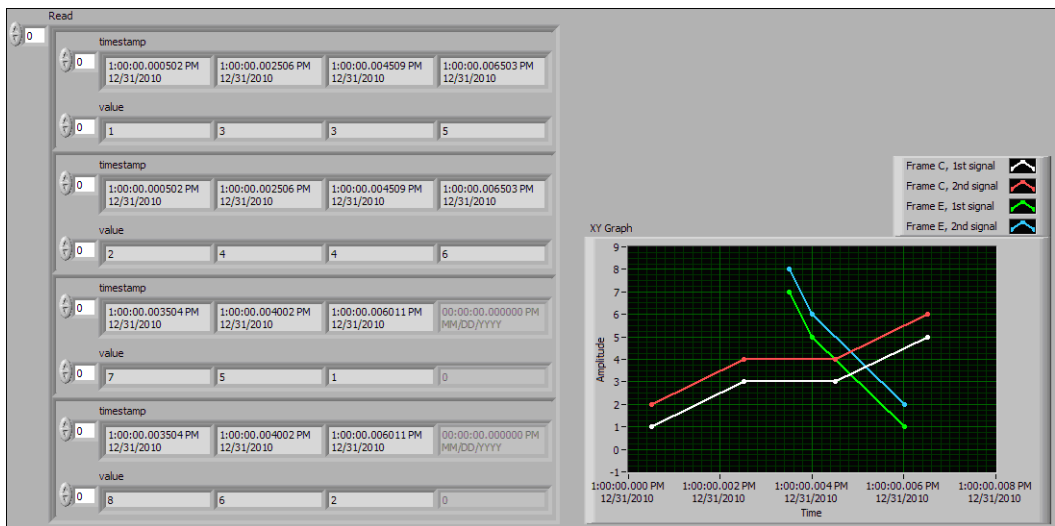 Read
0
timestamp
0
1:00:00.000502 PM 1:00:00.002506 PM 1:00:00.004509 PM 1:00:00.006503 PM
12/31/2010 12/31/2010 12/31/2010 12/31/2010
value
0 1 3 3 5
timestamp
0
1:00:00.000502 PM 1:00:00.002506 PM 1:00:00.004509 PM 1:00:00.006503 PM
12/31/2010 12/31/2010 12/31/2010 12/31/2010
value
0 2 4 4 6
timestamp
0
1:00:00.003504 PM 1:00:00.004002 PM 1:00:00.006011 PM 00:00:00.000000 PM
12/31/2010 12/31/2010 12/31/2010 MM/DD/YYYY
value
0 7 5 1 0
timestamp
0
1:00:00.003504 PM 1:00:00.004002 PM 1:00:00.006011 PM 00:00:00.000000 PM
12/31/2010 12/31/2010 12/31/2010 MM/DD/YYYY
value
0 8 6 2 0
Frame C, 1st signal
Frame C, 2nd signal
Frame E, 1st signal
Frame E, 2nd signal
XY Graph
Amplitude
9
8
7
6
5
4
3
2
1
0
-1
1:00:00.000 PM 1:00:00.002 PM 1:00:00.004 PM 1:00:00.006 PM 1:00:00.008 PM
12/31/2010 12/31/2010 12/31/2010 12/31/2010 12/31/2010
Time